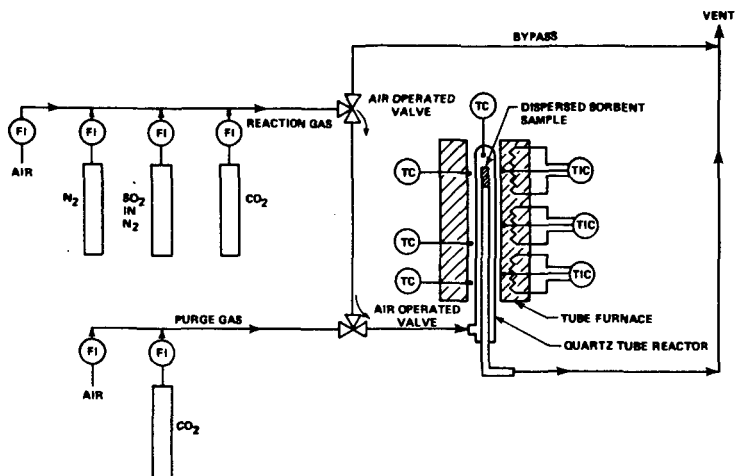 VENT
BYPASS
AIR OPERATED
VALVE
REACTION GAS
TC
DISPERSED SORBENT
SAMPLE
FI
FI
FI
FI
AIR
N2
SO2
IN
N2
CO2
TC
TIC
TC
TIC
TC
TIC
AIR OPERATED
VALVE
PURGE GAS
TUBE FURNACE
QUARTZ TUBE REACTOR
FI
FI
AIR
CO2